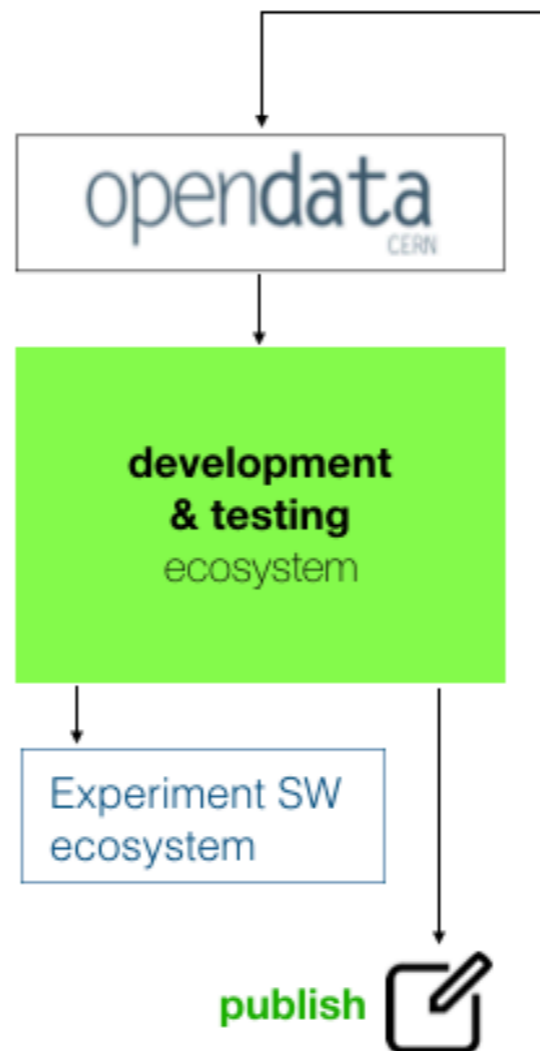 opendata
CERN
development
& testing
ecosystem
Experiment SW
ecosystem
publish